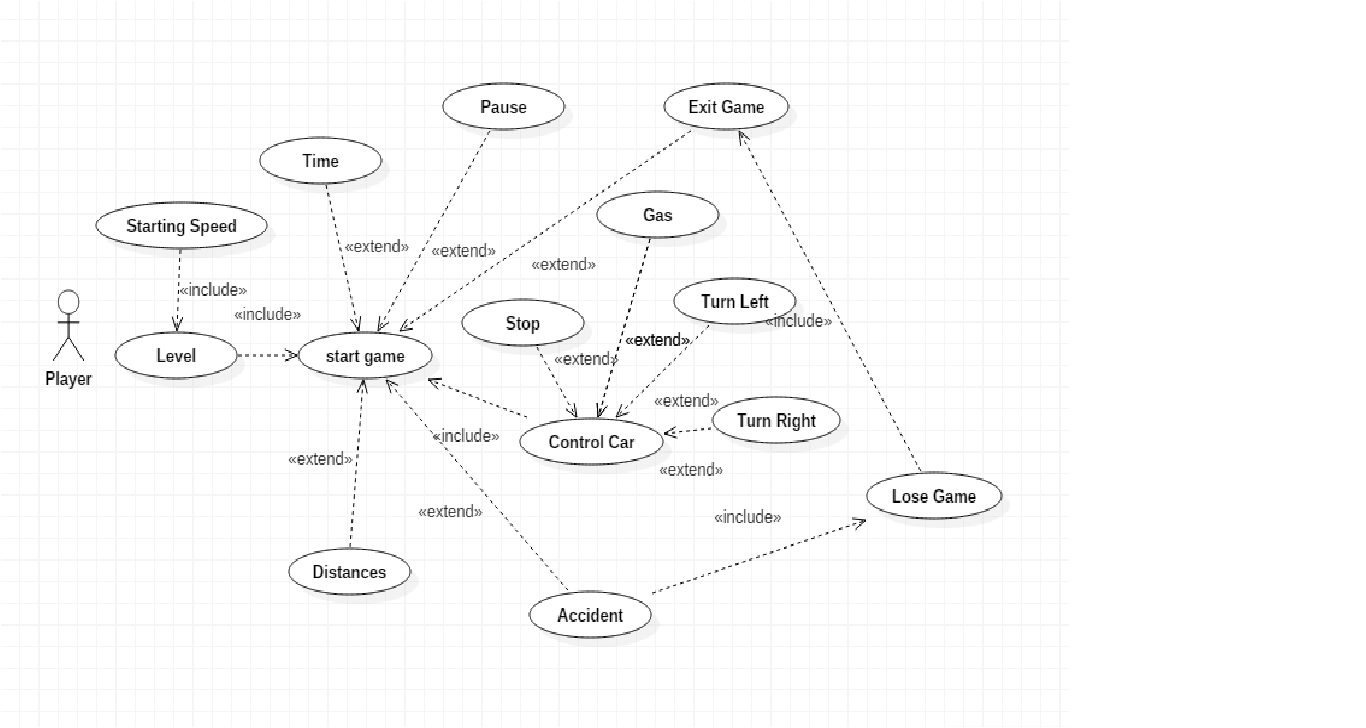 Pause
Exit Game
Time
Gas
Starting Speed
«extend»
«extend»
«extend»
«include»
Turn Left
«include»
Stop
«include»
«extend»
Level
start game
«extend»
Player
«extend»
Turn Right
«include»
Control Car
«extend»
«extend»
Lose Game
«extend»
«include»
Distances
Accident